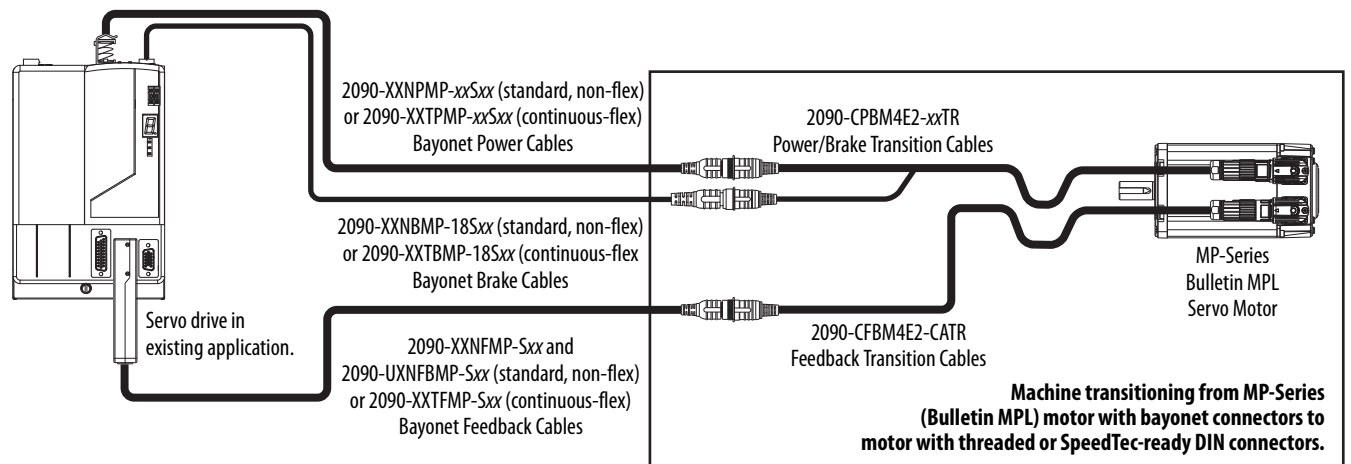 2090-XXNPMP-xxSxx (standard, non-flex)
or 2090-XXTPMP-xxSxx (continuous-flex)
Bayonet Power Cables
2090-CPBM4E2-xxTR
Power/Brake Transition Cables
2090-XXNBMP-18Sxx (standard, non-flex)
or 2090-XXTBMP-18Sxx (continuous-flex
Bayonet Brake Cables
MP-Series
Bulletin MPL
Servo Motor
Servo drive in
existing application.
2090-XXNFMP-Sxx and
2090-UXNFBMP-Sxx (standard, non-flex)
or 2090-XXTFMP-Sxx (continuous-flex)
Bayonet Feedback Cables
2090-CFBM4E2-CATR
Feedback Transition Cables
Machine transitioning from MP-Series
(Bulletin MPL) motor with bayonet connectors to
motor with threaded or SpeedTec-ready DIN connectors.